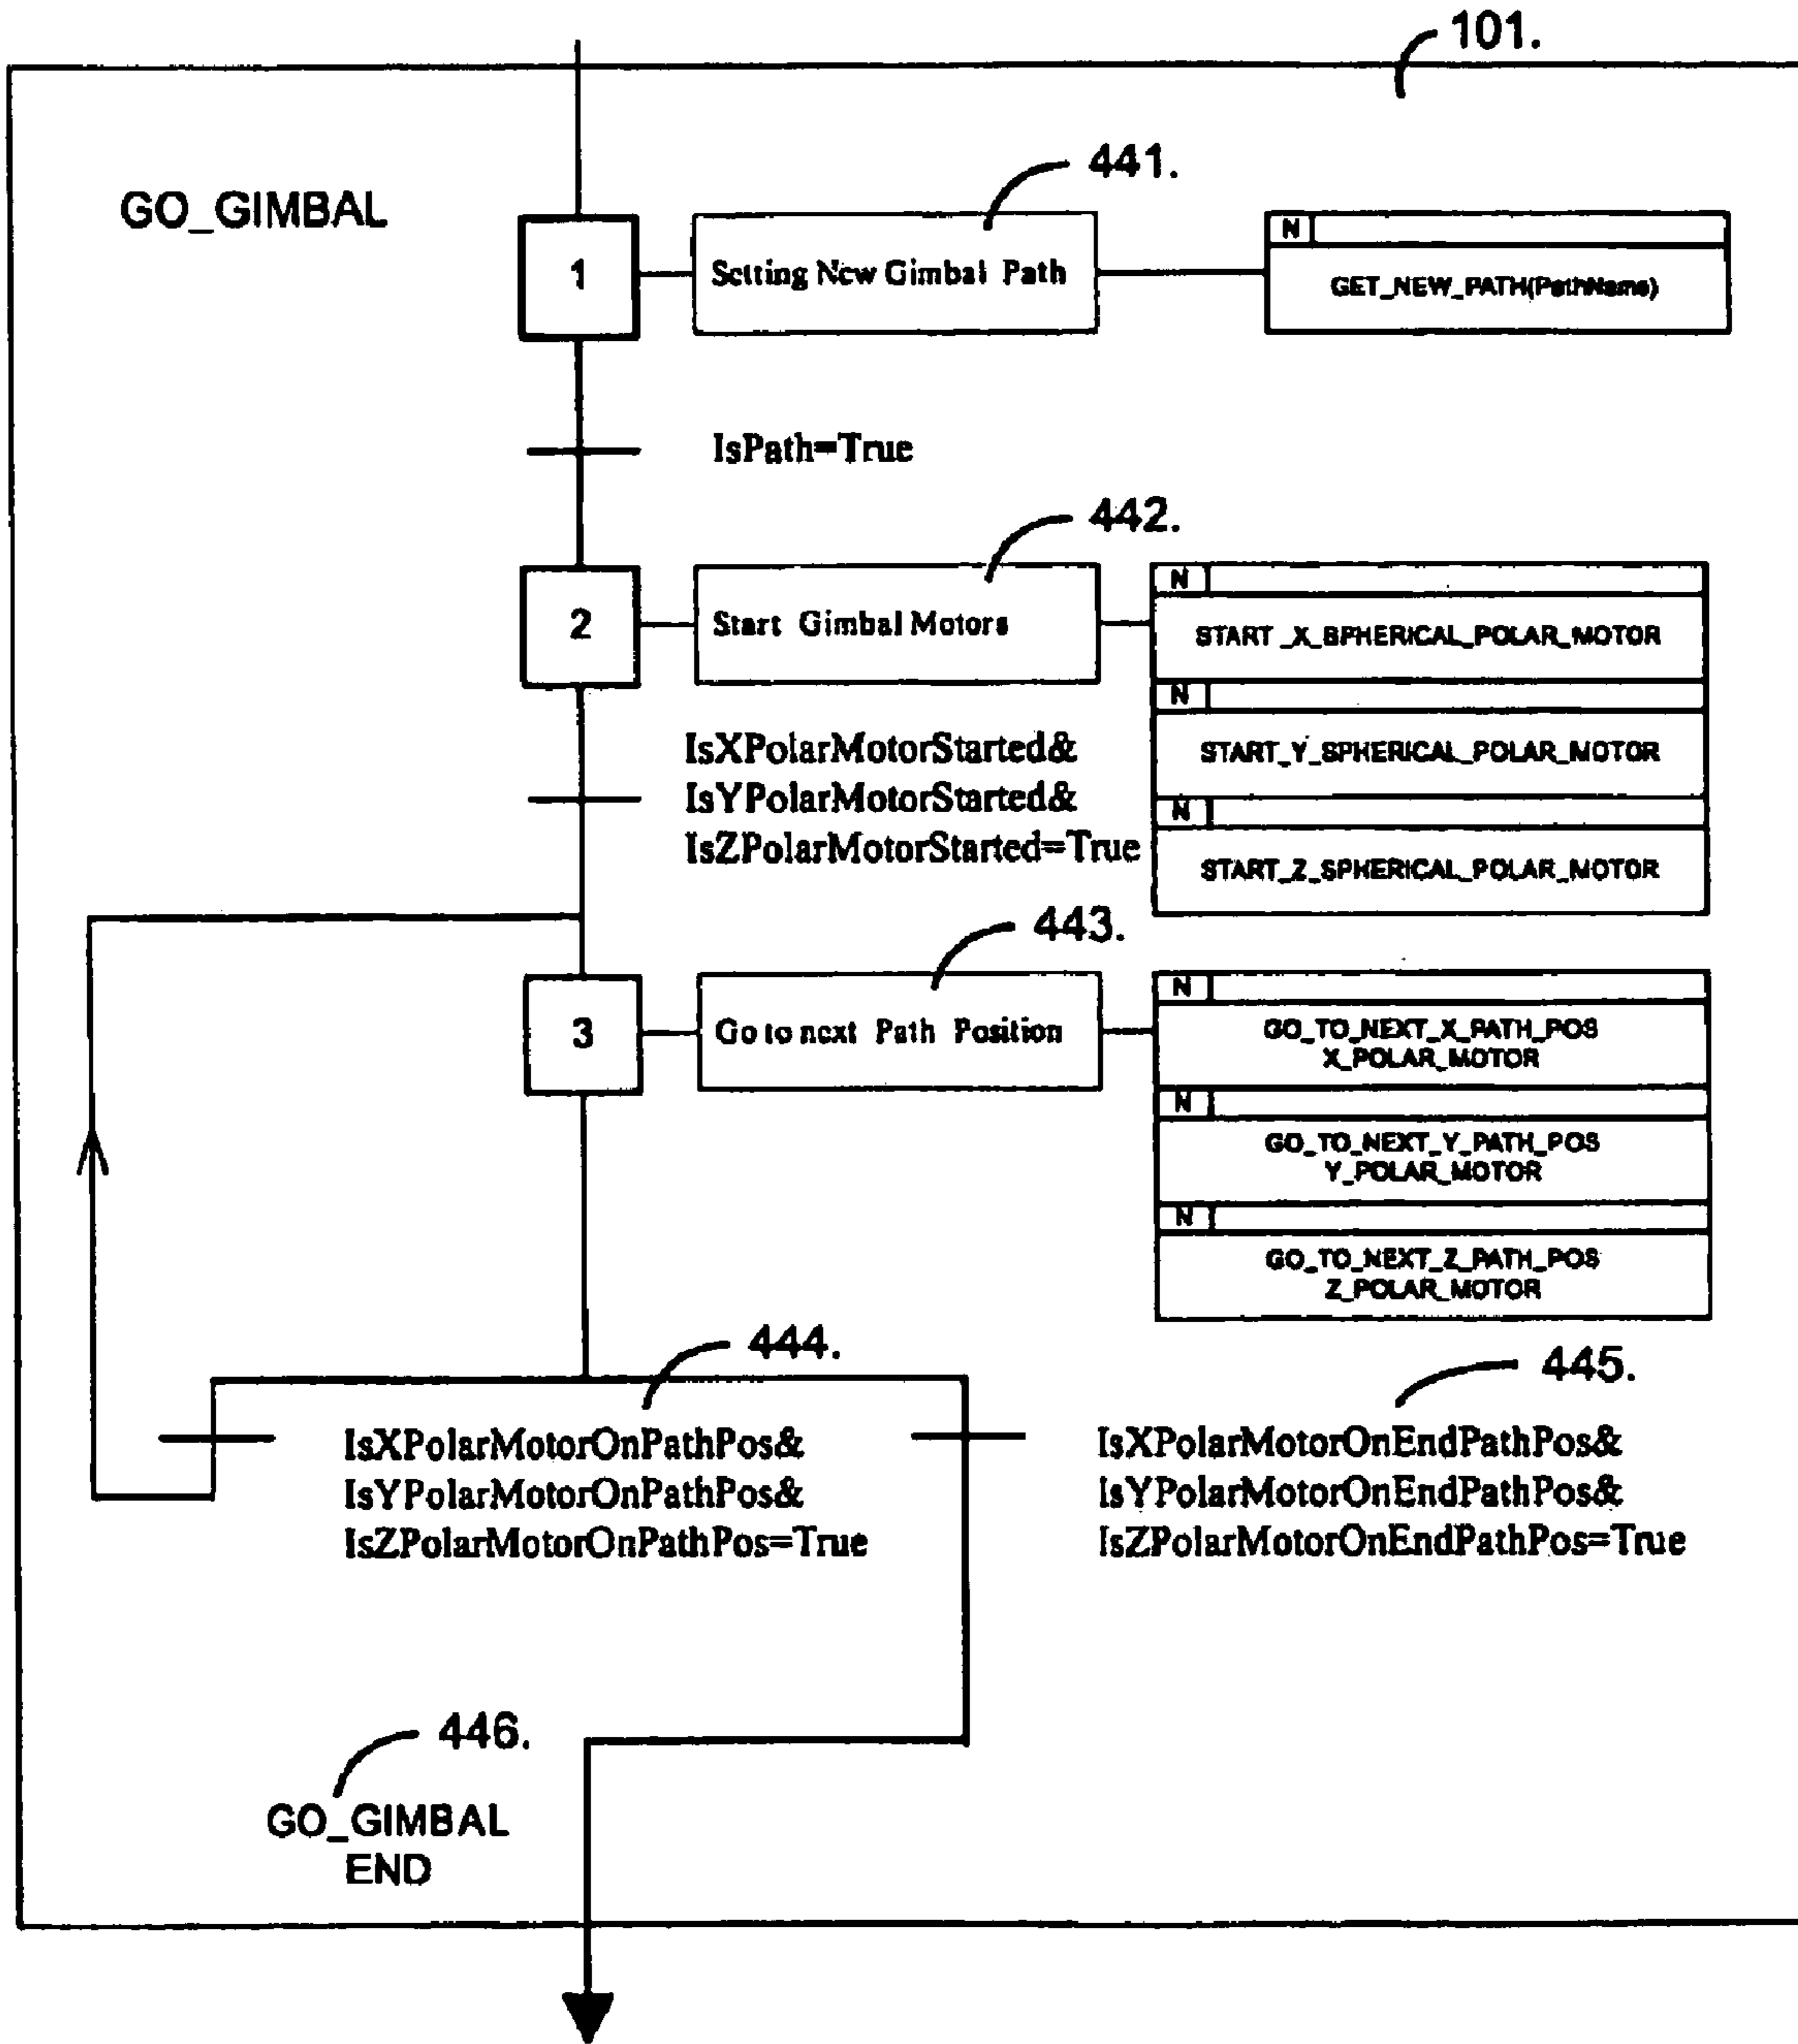 101.
GO_GIMBAL
441.
1
Setting New Gimbal Path
N
GET_NEW_PATH(PathName)
IsPath=True
442.
2
Start Gimbal Motors
N
START _X_SPHERICAL_POLAR_MOTOR
N
START_Y_SPHERICAL_POLAR_MOTOR
N
START_Z_SPHERICAL_POLAR_MOTOR
IsXPolarMotorStarted&
IsYPolarMotorStarted&
IsZPolarMotorStarted=True
443.
3
Go to next Path Position
N
GO_TO_NEXT_X_PATH_POS
X_POLAR_MOTOR
N
GO_TO_NEXT_Y_PATH_POS
Y_POLAR_MOTOR
N
GO_TO_NEXT_Z_PATH_POS
Z_POLAR_MOTOR
444.
IsXPolarMotorOnPathPos&
IsYPolarMotorOnPathPos&
IsZPolarMotorOnPathPos=True
445.
IsXPolarMotorOnEndPathPos&
IsYPolarMotorOnEndPathPos&
IsZPolarMotorOnEndPathPos=True
446.
GO_GIMBAL
END